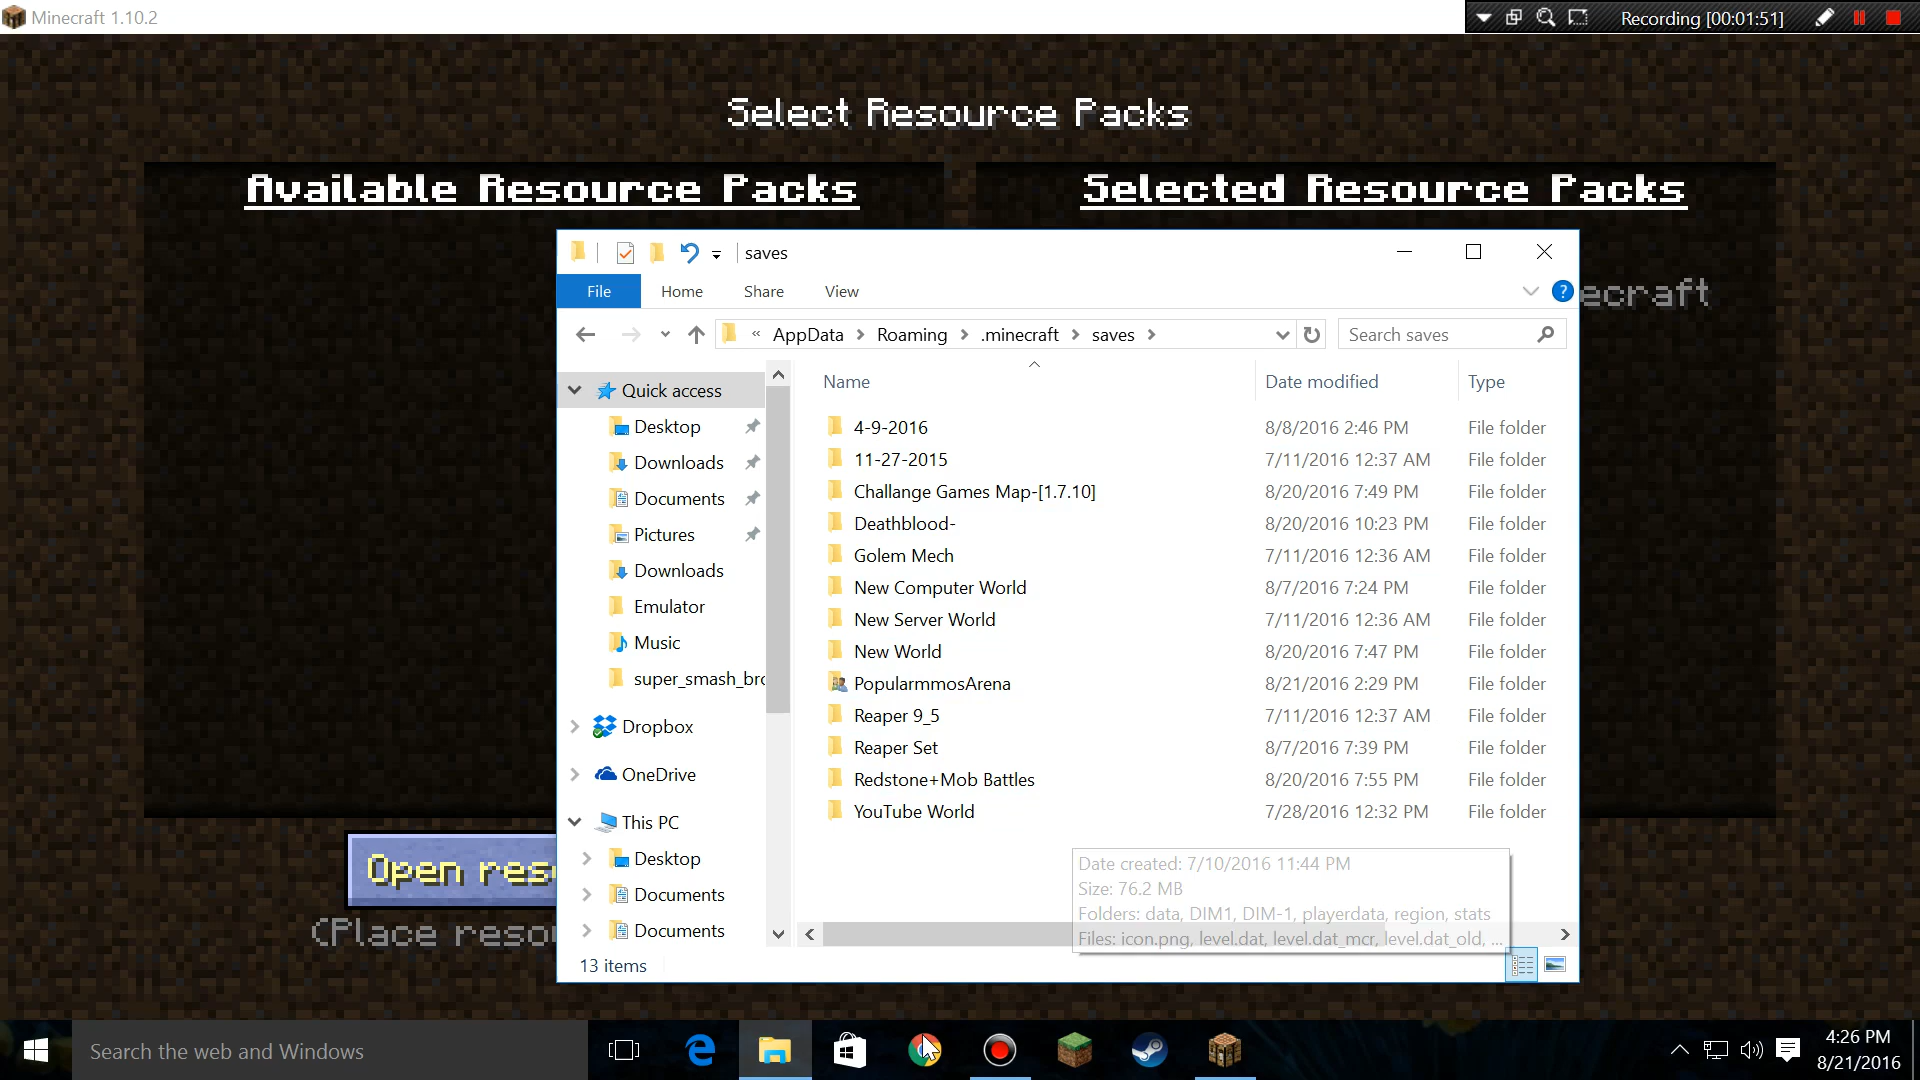 Minecraft 1.10.2
Recording [00:01:51]
Select Resource Packs
Available Resource Packs
Selected Resource Packs
ecraft
saves
File
Home
Share
View
?
« AppData > Roaming > .minecraft > saves >
Search saves
Name
Date modified
Type
Quick access
Desktop
Downloads
Documents
Pictures
Downloads
Emulator
Music
super_smash_bro
Dropbox
OneDrive
This PC
Desktop
Documents
Documents
4-9-2016 8/8/2016 2:46 PM File folder
11-27-2015 7/11/2016 12:37 AM File folder
Challange Games Map-[1.7.10] 8/20/2016 7:49 PM File folder
Deathblood- 8/20/2016 10:23 PM File folder
Golem Mech 7/11/2016 12:36 AM File folder
New Computer World 8/7/2016 7:24 PM File folder
New Server World 7/11/2016 12:36 AM File folder
New World 8/20/2016 7:47 PM File folder
PopularmmosArena 8/21/2016 2:29 PM File folder
Reaper 9_5 7/11/2016 12:37 AM File folder
Reaper Set 8/7/2016 7:39 PM File folder
Redstone+Mob Battles 8/20/2016 7:55 PM File folder
YouTube World 7/28/2016 12:32 PM File folder
Date created: 7/10/2016 11:44 PM
Size: 76.2 MB
Folders: data, DIM1, DIM-1, playerdata, region, stats
Files: icon.png, level.dat, level.dat_mcr, level.dat_old, ...
13 items
Open reso
(Place resou
Search the web and Windows
4:26 PM
8/21/2016